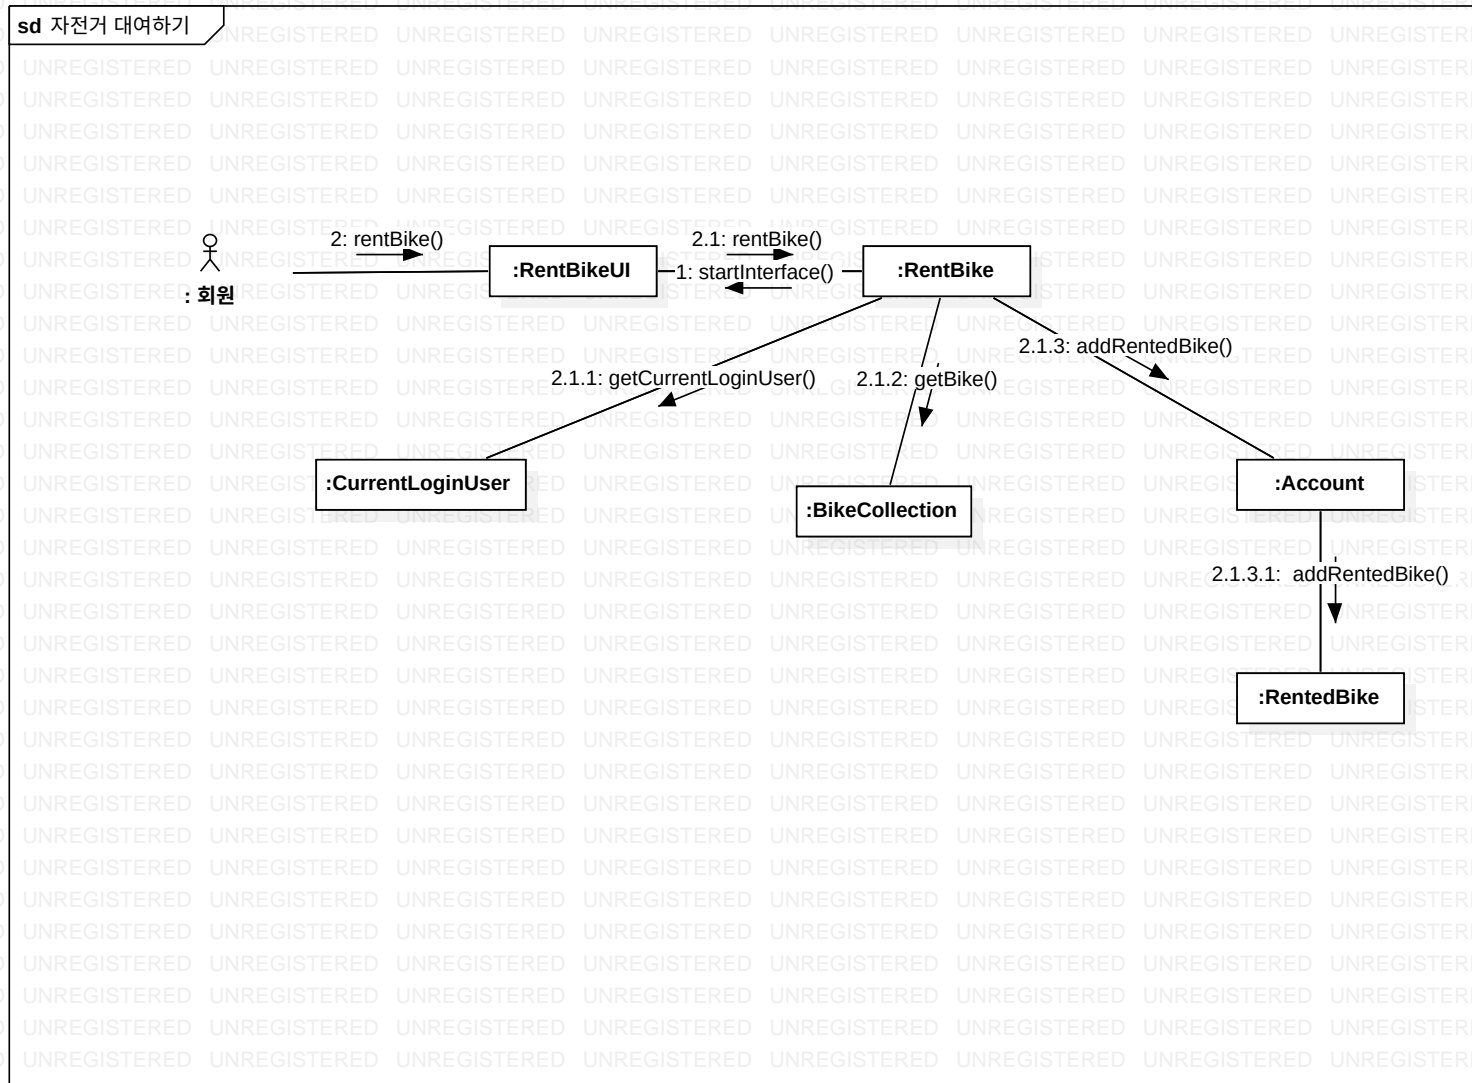 sd 자전거 대여하기
2: rentBike()
2.1: rentBike()
:RentBikeUI
1: startInterface()
:RentBike
: 회원
2.1.3: addRentedBike()
2.1.1: getCurrentLoginUser()
2.1.2: getBike()
:CurrentLoginUser
:BikeCollection
:Account
2.1.3.1: addRentedBike()
:RentedBike
UNREGISTERED